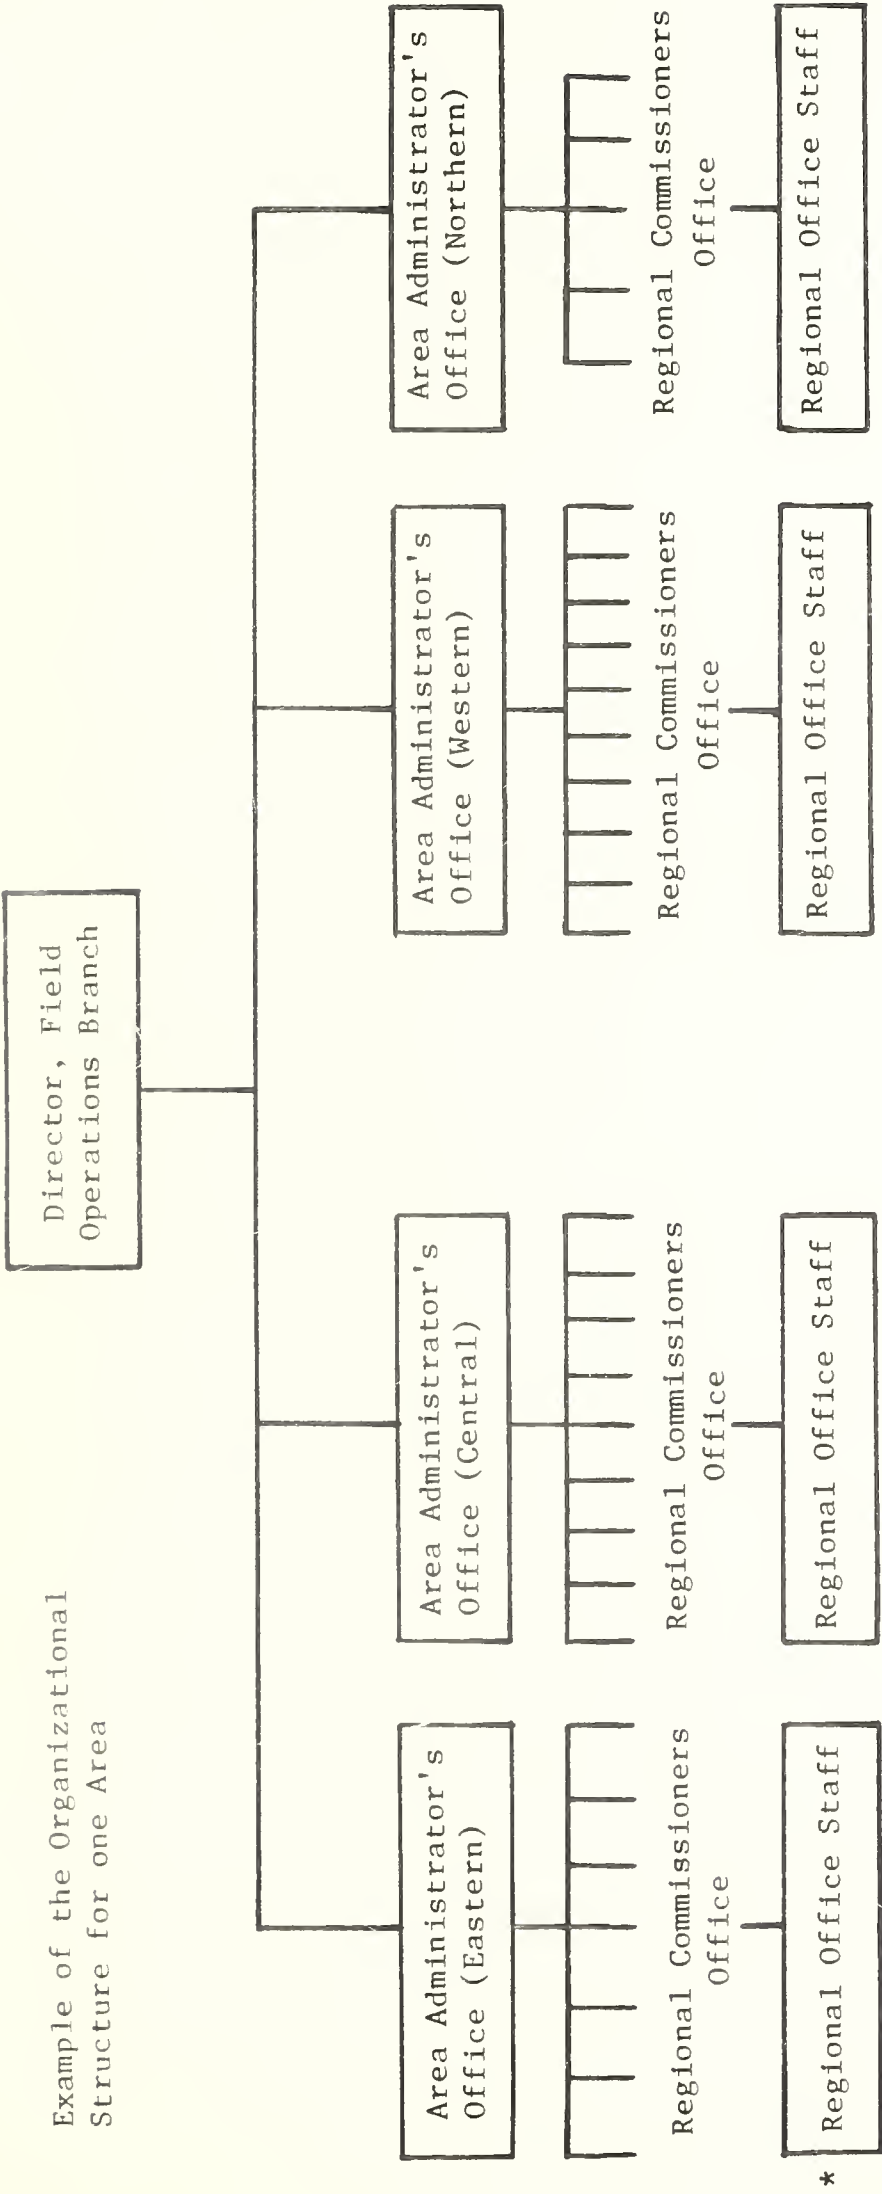 Example of the Organizational
Structure for one Area
Director, Field
Operations Branch
Area Administrator's
Office (Eastern)
Area Administrator's
Office (Central)
Area Administrator's
Office (Western)
Area Administrator's
Office (Northern)
Regional Commissioners
Office
Regional Commissioners
Office
Regional Commissioners
Office
Regional Commissioners
Office
* Regional Office Staff
Regional Office Staff
Regional Office Staff
Regional Office Staff